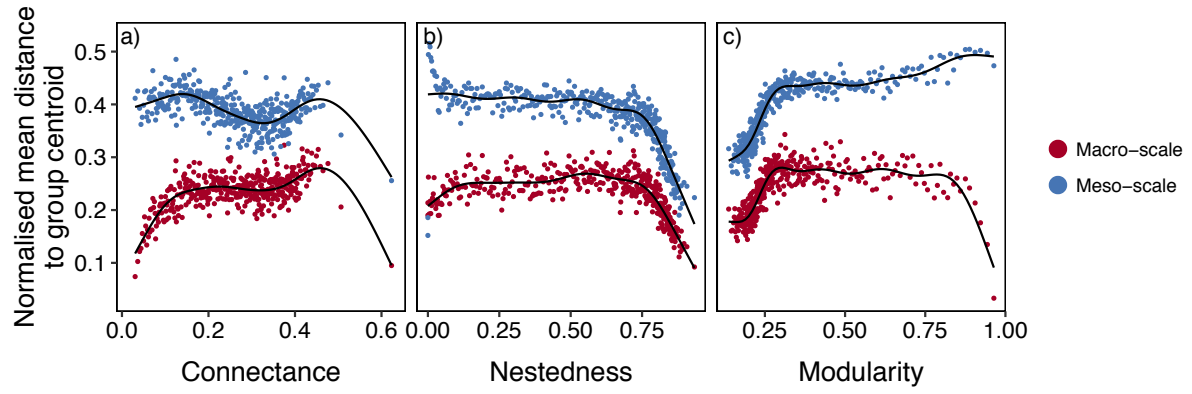 Normalised mean distance
to group centroid
0.5
0.4
0.3
0.2
0.1
a)
b)
c)
0.0 0.2 0.4 0.6
0.00 0.25 0.50 0.75
0.25 0.50 0.75 1.00
Connectance
Nestedness
Modularity
Macro−scale
Meso−scale